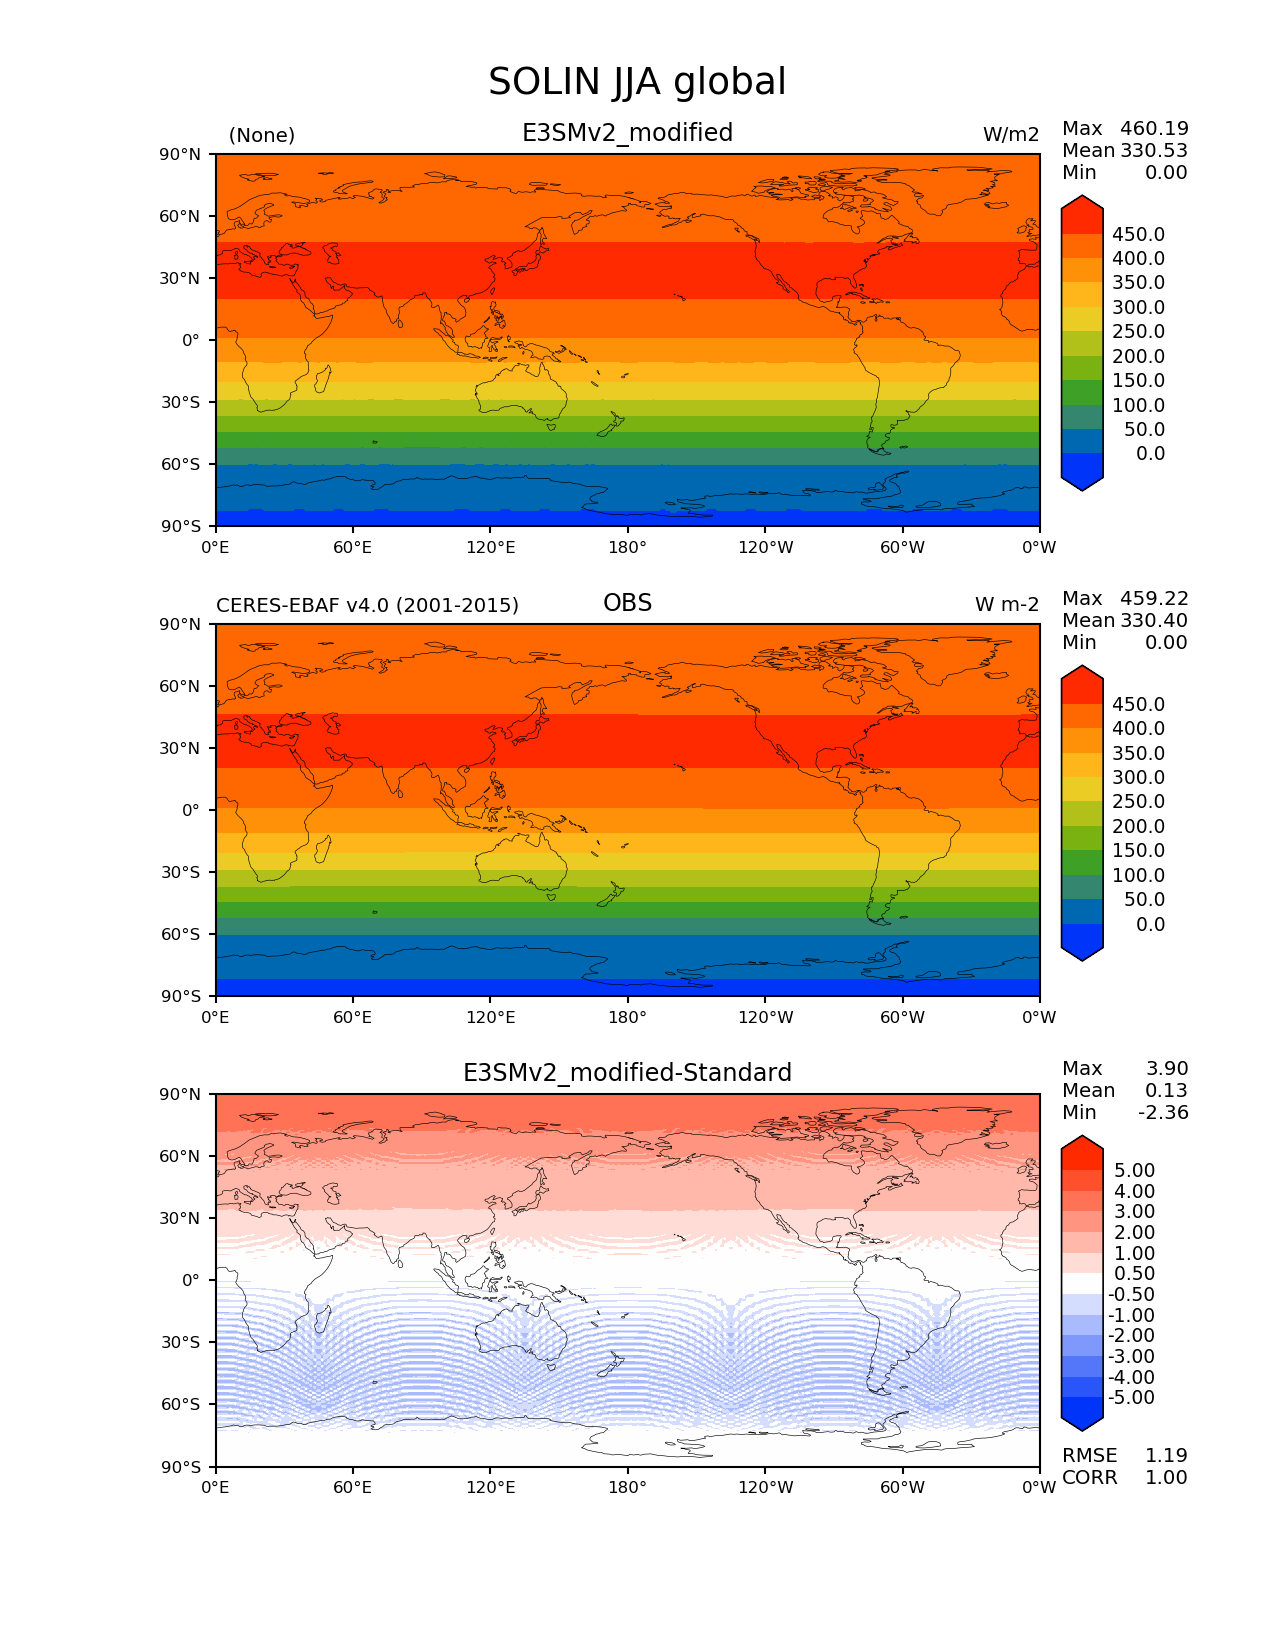 SOLIN JJA global
(None) E3SMv2_modified W/m2
Max 460.19
Mean 330.53
Min 0.00
90°N
60°N
30°N
0°
30°S
60°S
90°S
0°E 60°E 120°E 180° 120°W 60°W 0°W
450.0
400.0
350.0
300.0
250.0
200.0
150.0
100.0
50.0
0.0
CERES-EBAF v4.0 (2001-2015) OBS W m-2
Max 459.22
Mean 330.40
Min 0.00
90°N
60°N
30°N
0°
30°S
60°S
90°S
0°E 60°E 120°E 180° 120°W 60°W 0°W
450.0
400.0
350.0
300.0
250.0
200.0
150.0
100.0
50.0
0.0
E3SMv2_modified-Standard
Max 3.90
Mean 0.13
Min -2.36
90°N
60°N
30°N
0°
30°S
60°S
90°S
0°E 60°E 120°E 180° 120°W 60°W 0°W
5.00
4.00
3.00
2.00
1.00
0.50
-0.50
-1.00
-2.00
-3.00
-4.00
-5.00
RMSE 1.19
CORR 1.00